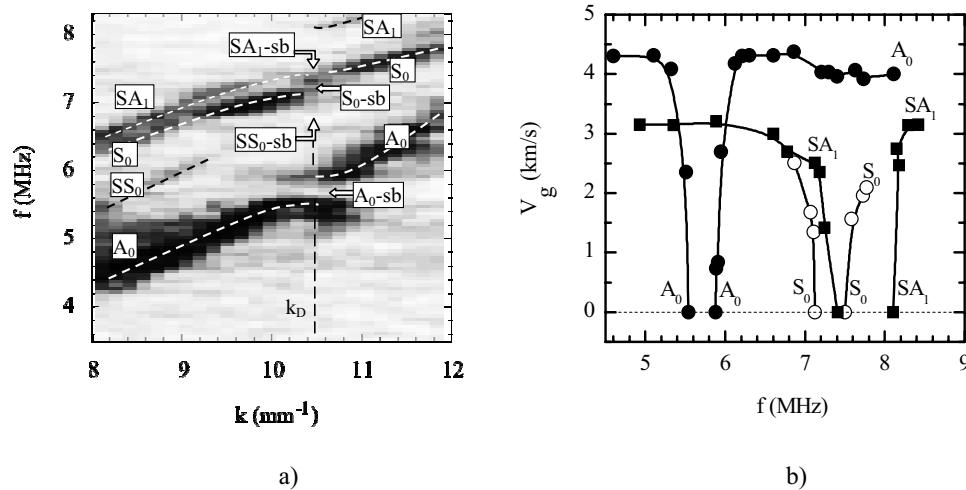 SA1
8
SA1-sb
S0
7
SA1
S0-sb
f (MHz)
S0
SS0-sb
A0
6
SS0
A0-sb
5
A0
kD
4
8 9 10 11 12
k (mm-1)
a)
Vg (km/s)
5
4
3
2
1
0
A0
SA1
S0
A0 A0 S0 S0 SA1
5 6 7 8 9
f (MHz)
b)